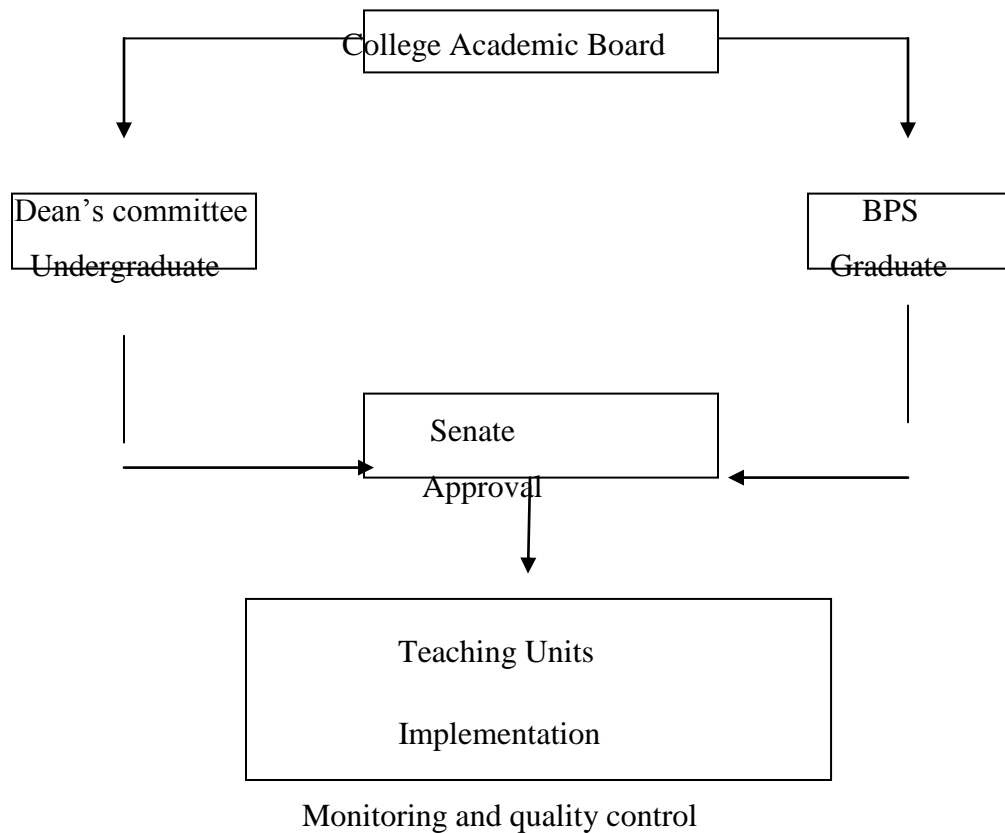 College Academic Board
Dean’s committee
Undergraduate
BPS
Graduate
Senate
Approval
Teaching Units
Implementation
Monitoring and quality control